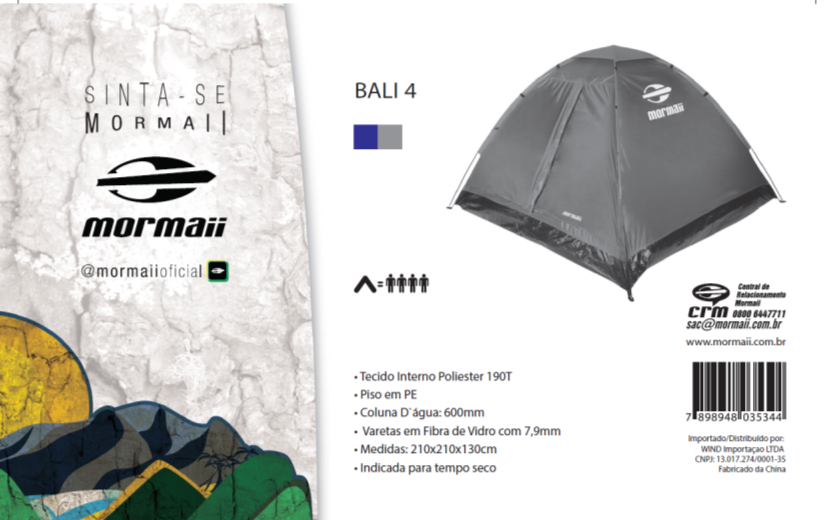 SINTA-SE
MORMAII
mormaii
@mormaiioficial
BALI 4
mormaii
mormaii
=
Central de
Relacionamento
Mormaii
crm 0800 6447711
sac@mormaii.com.br
www.mormaii.com.br
• Tecido Interno Poliester 190T
• Piso em PE
• Coluna D`água: 600mm
• Varetas em Fibra de Vidro com 7,9mm
• Medidas: 210x210x130cm
• Indicada para tempo seco
7 898948 035344
Importado/Distribuído por:
WIND Importaçao LTDA
CNPJ: 13.017.274/0001-35
Fabricado da China